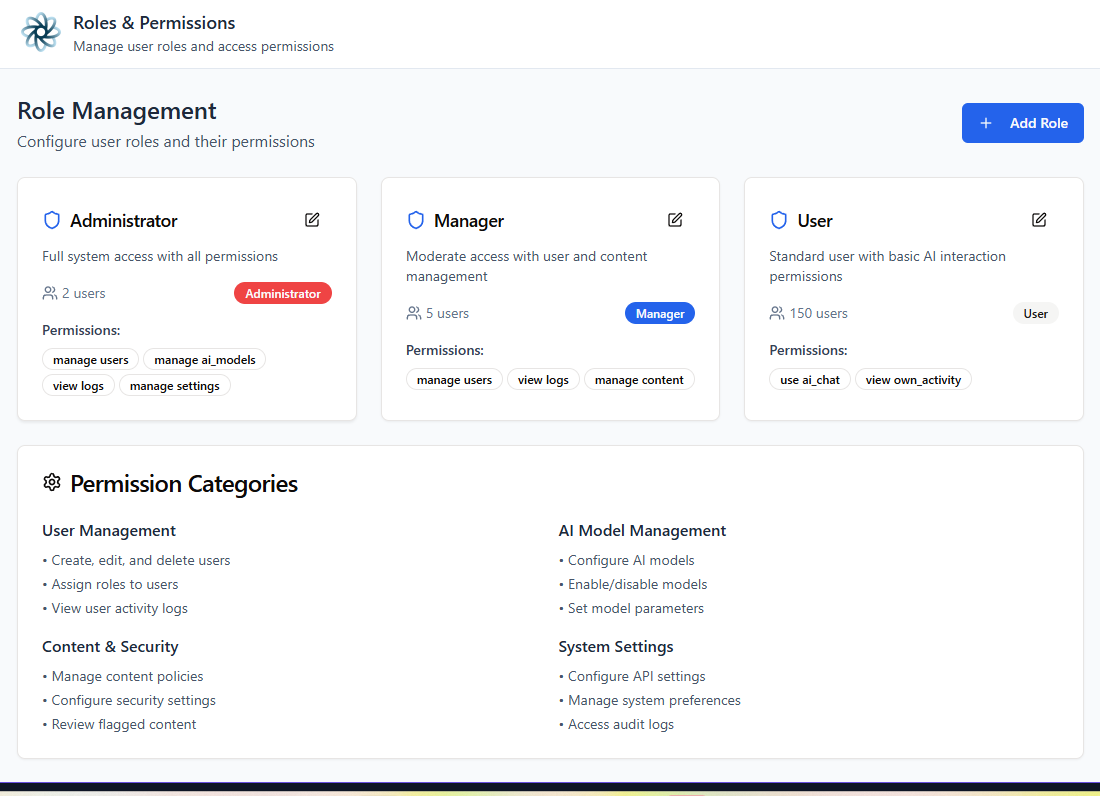 Roles & Permissions
Manage user roles and access permissions
Role Management
Configure user roles and their permissions
+ Add Role
Administrator
Full system access with all permissions
2 users
Administrator
Permissions:
manage users
manage ai_models
view logs
manage settings
Manager
Moderate access with user and content
management
5 users
Manager
Permissions:
manage users
view logs
manage content
User
Standard user with basic AI interaction
permissions
150 users
User
Permissions:
use ai_chat
view own_activity
Permission Categories
User Management
• Create, edit, and delete users
• Assign roles to users
• View user activity logs
AI Model Management
• Configure AI models
• Enable/disable models
• Set model parameters
Content & Security
• Manage content policies
• Configure security settings
• Review flagged content
System Settings
• Configure API settings
• Manage system preferences
• Access audit logs